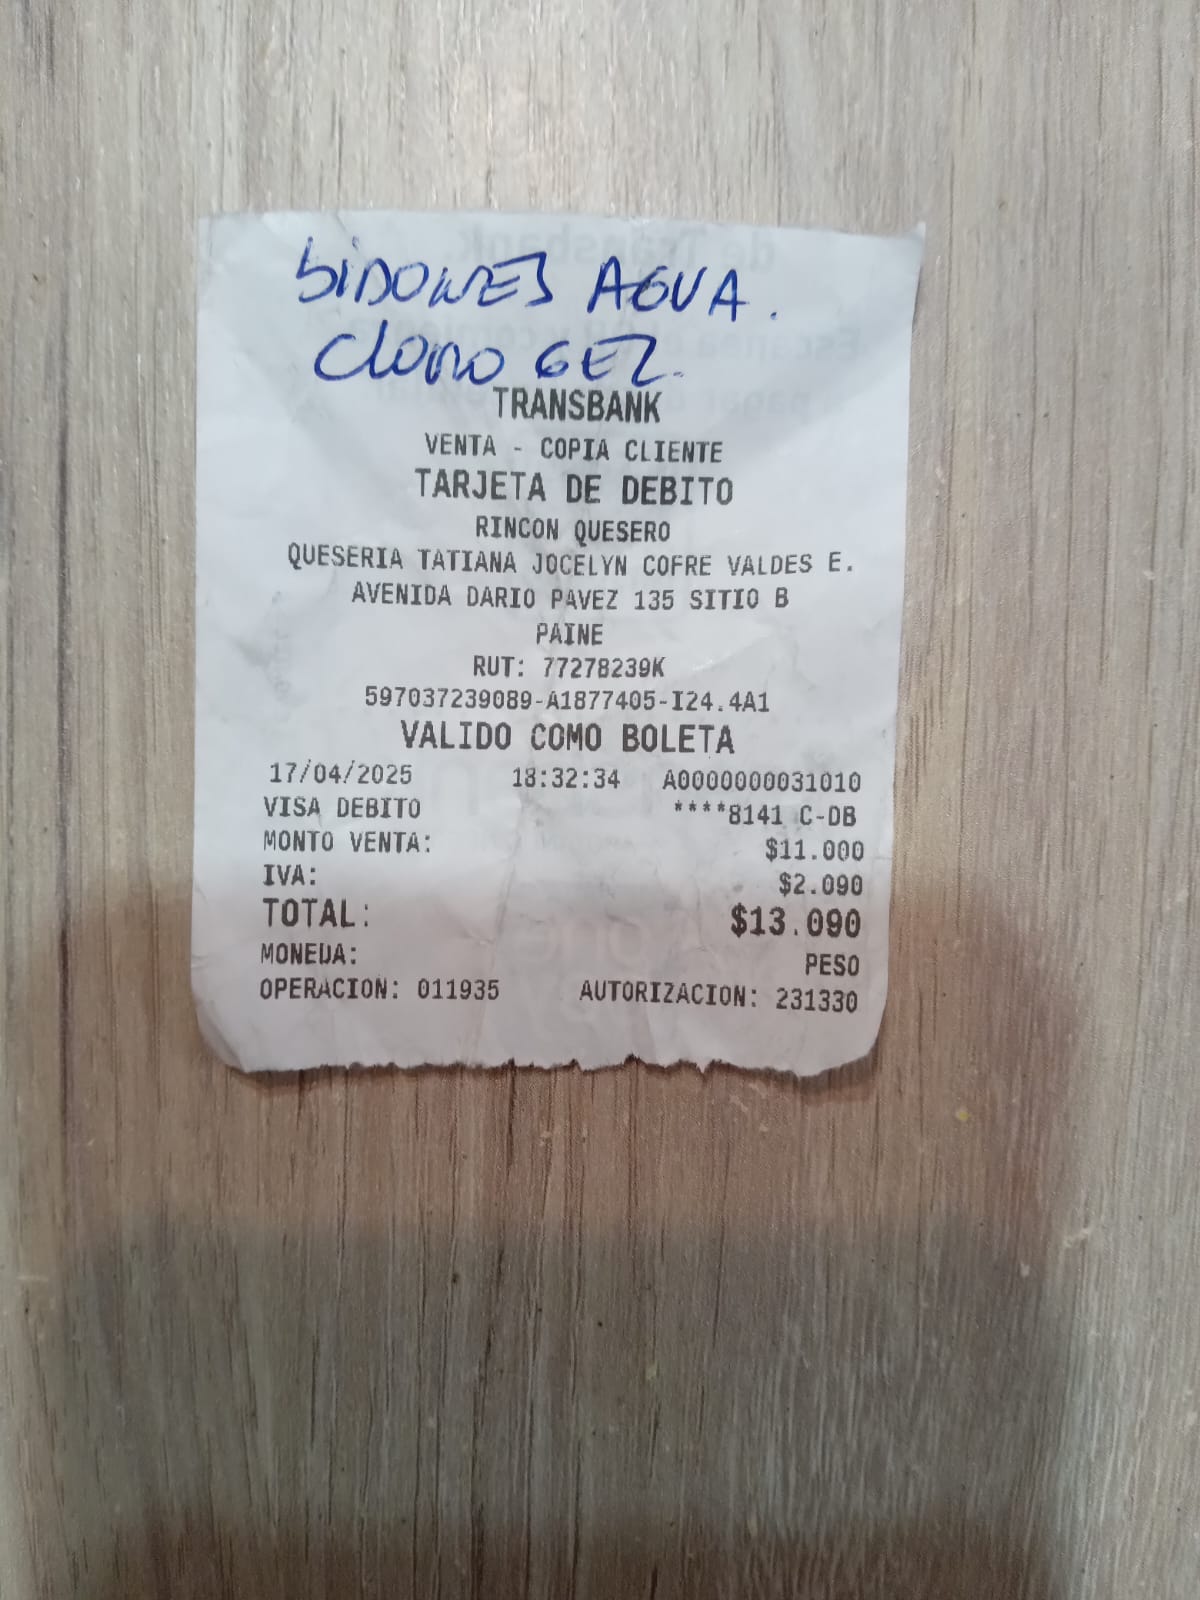 BIDONES AGUA.
CLORO GEL.
TRANSBANK
VENTA - COPIA CLIENTE
TARJETA DE DEBITO
RINCON QUESERO
QUESERIA TATIANA JOCELYN COFRE VALDES E.
AVENIDA DARIO PAVEZ 135 SITIO B
PAINE
RUT: 77278239K
597037239089-A1877405-I24.4A1
VALIDO COMO BOLETA
17/04/2025 18:32:34 A0000000031010
VISA DEBITO ****8141 C-DB
MONTO VENTA: $11.000
IVA: $2.090
TOTAL: $13.090
MONEDA: PESO
OPERACION: 011935 AUTORIZACION: 231330